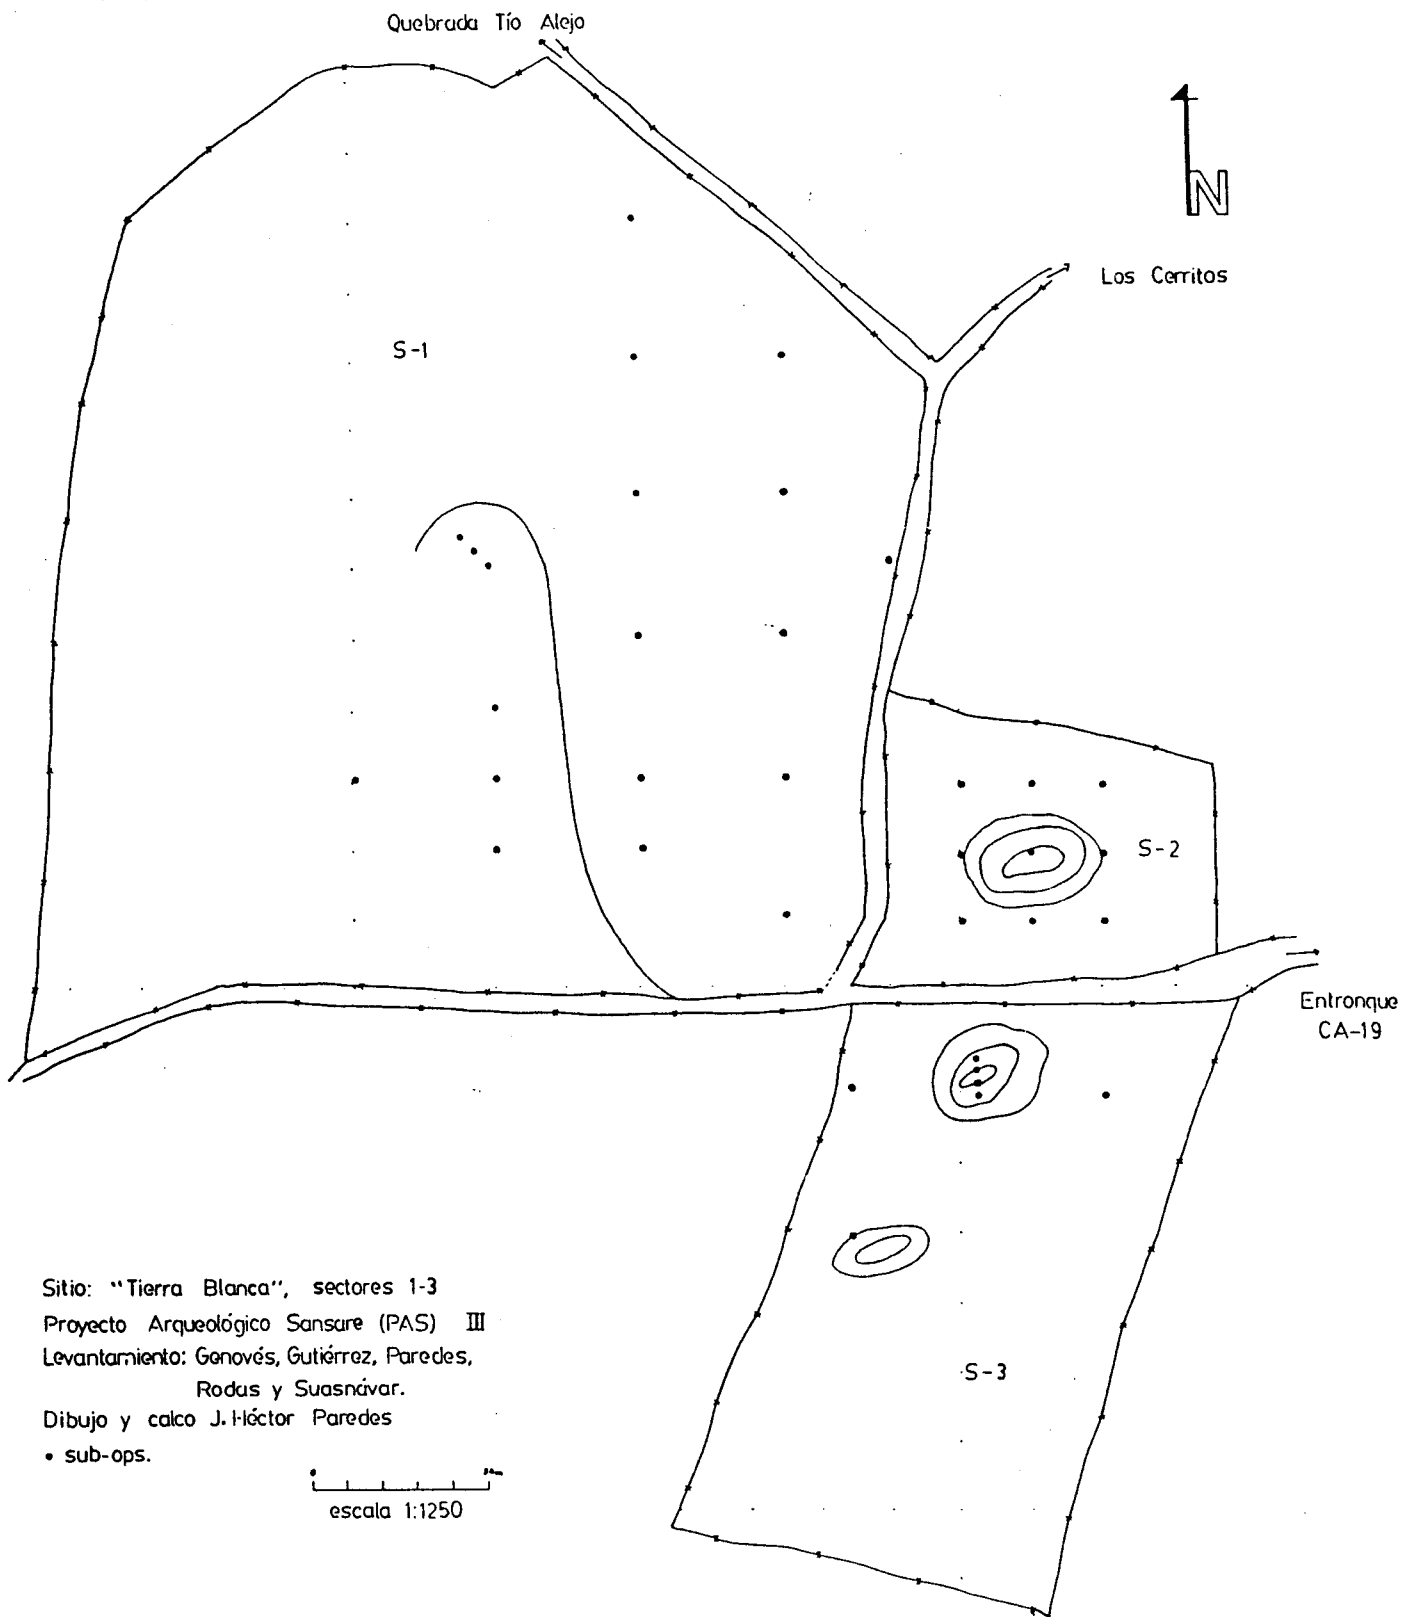 Quebrada Tío Alejo
N
Los Cerritos
S-1
S-2
Entronque
CA-19
S-3
Sitio: "Tierra Blanca", sectores 1-3
Proyecto Arqueológico Sansare (PAS) III
Levantamiento: Genovés, Gutiérrez, Paredes,
Rodas y Suasnávar.
Dibujo y calco J. Héctor Paredes
• sub-ops.
escala 1:1250